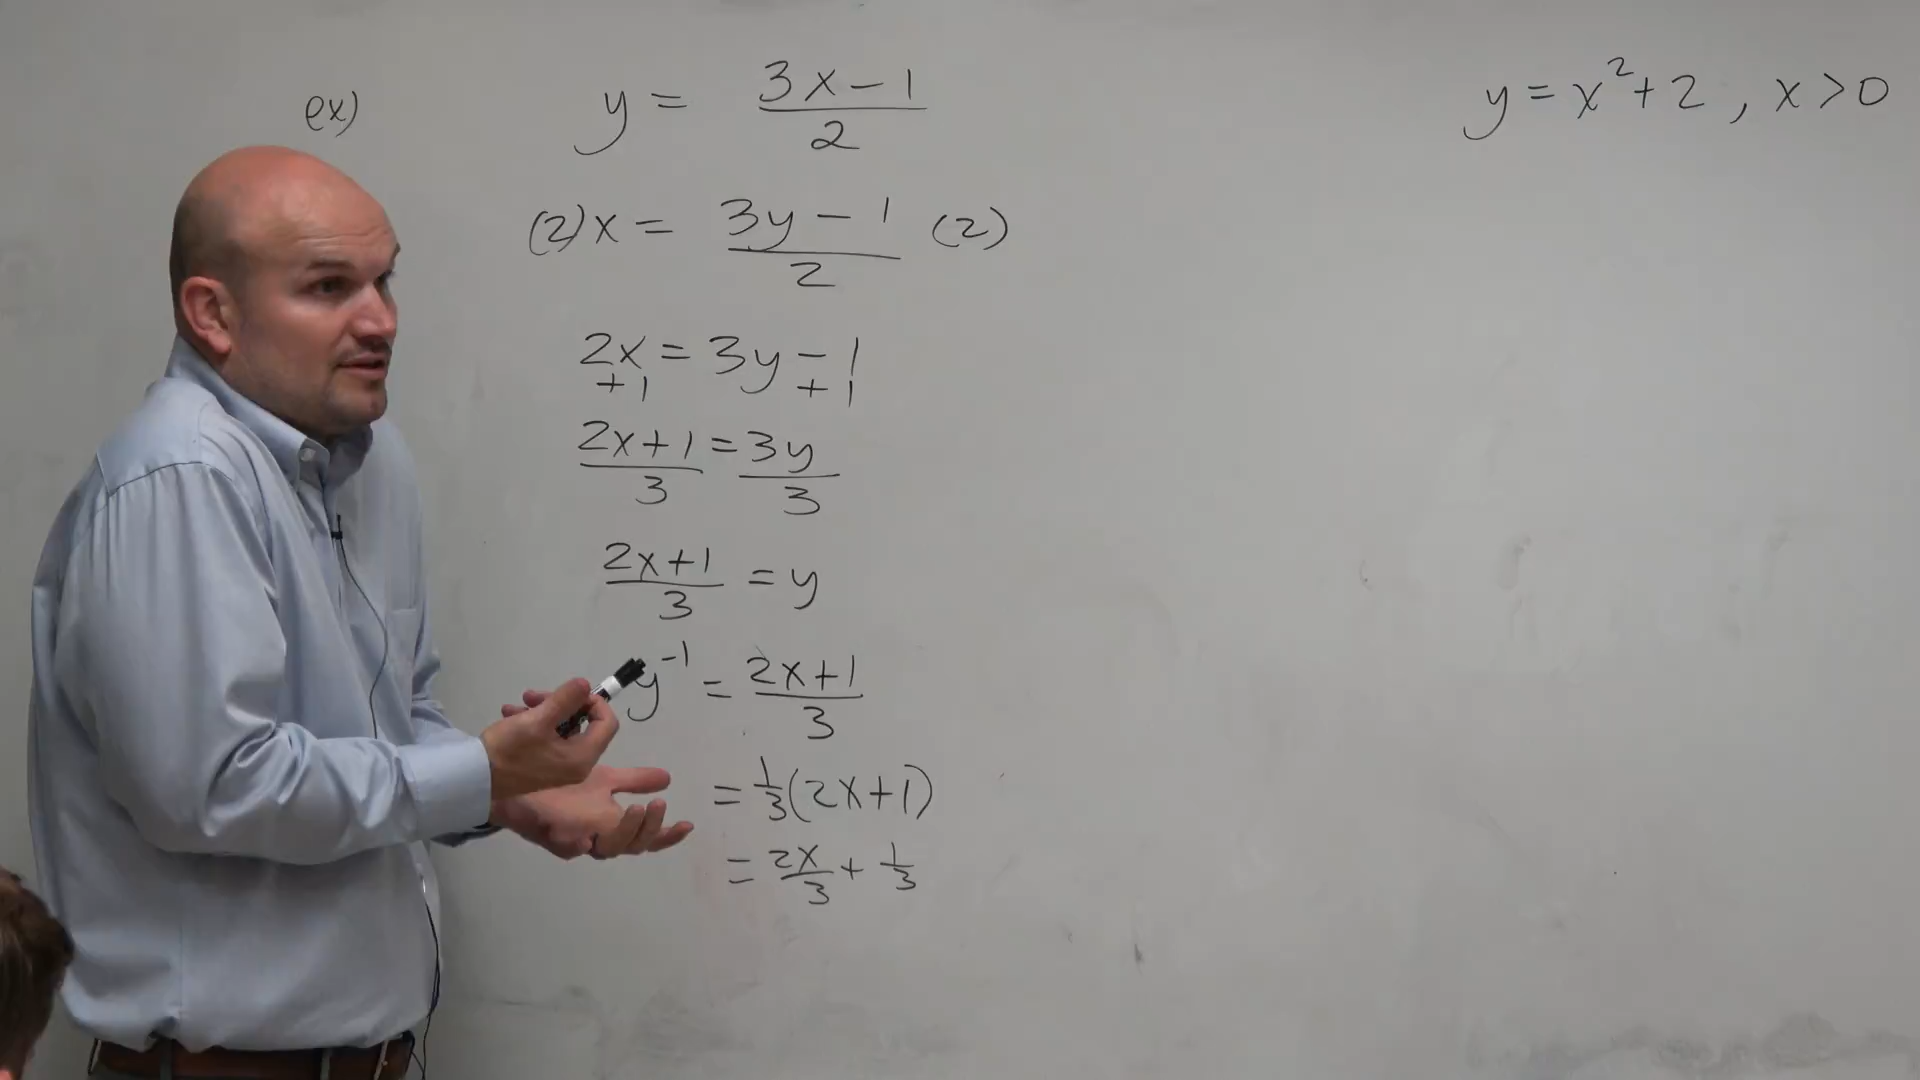 ex) y = 3x - 1 / 2
(2)x = 3y - 1 / 2 (2)
2x = 3y - 1
+1 +1
2x+1 / 3 = 3y / 3
2x+1 / 3 = y
y⁻¹ = 2x+1 / 3
= 1/3(2x+1)
= 2x/3 + 1/3
y = x² + 2 , x > 0